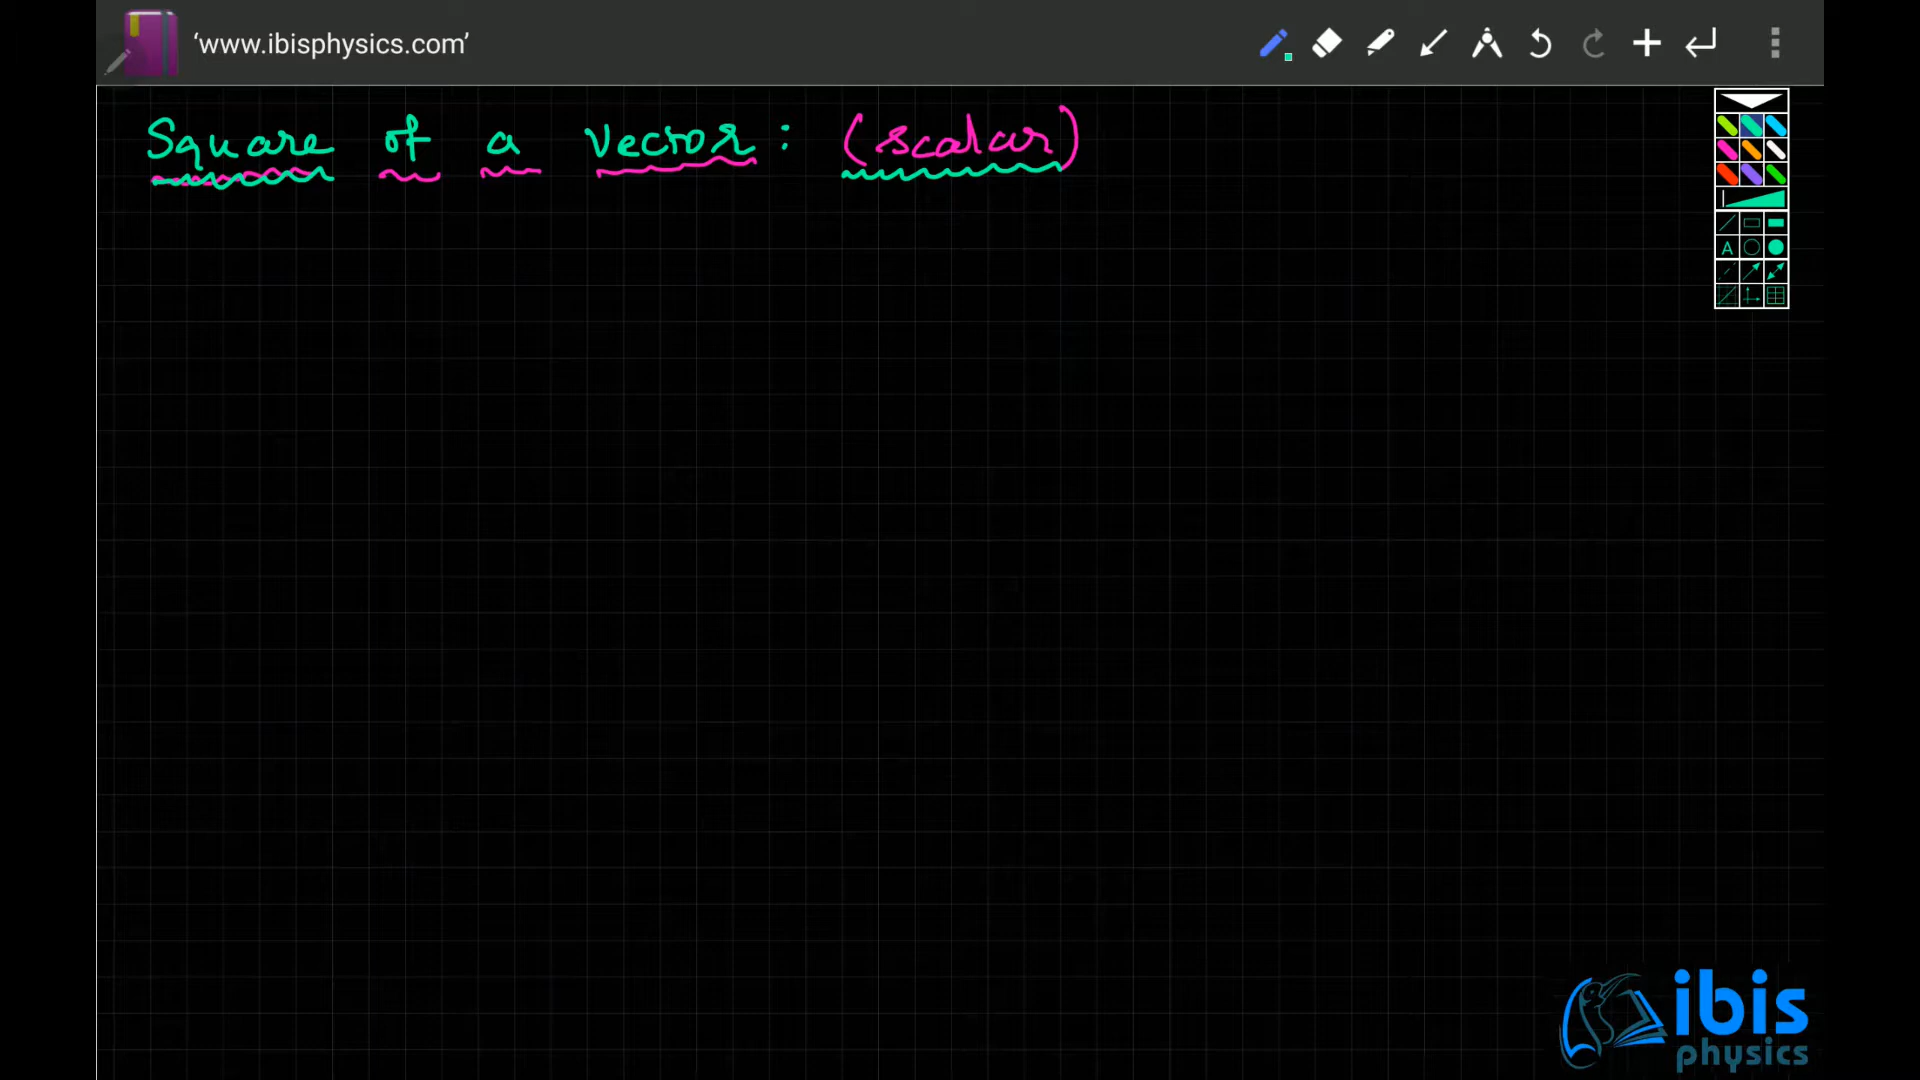 ‘www.ibisphysics.com’
Square of a vector: (scalar)
A
ibis
physics